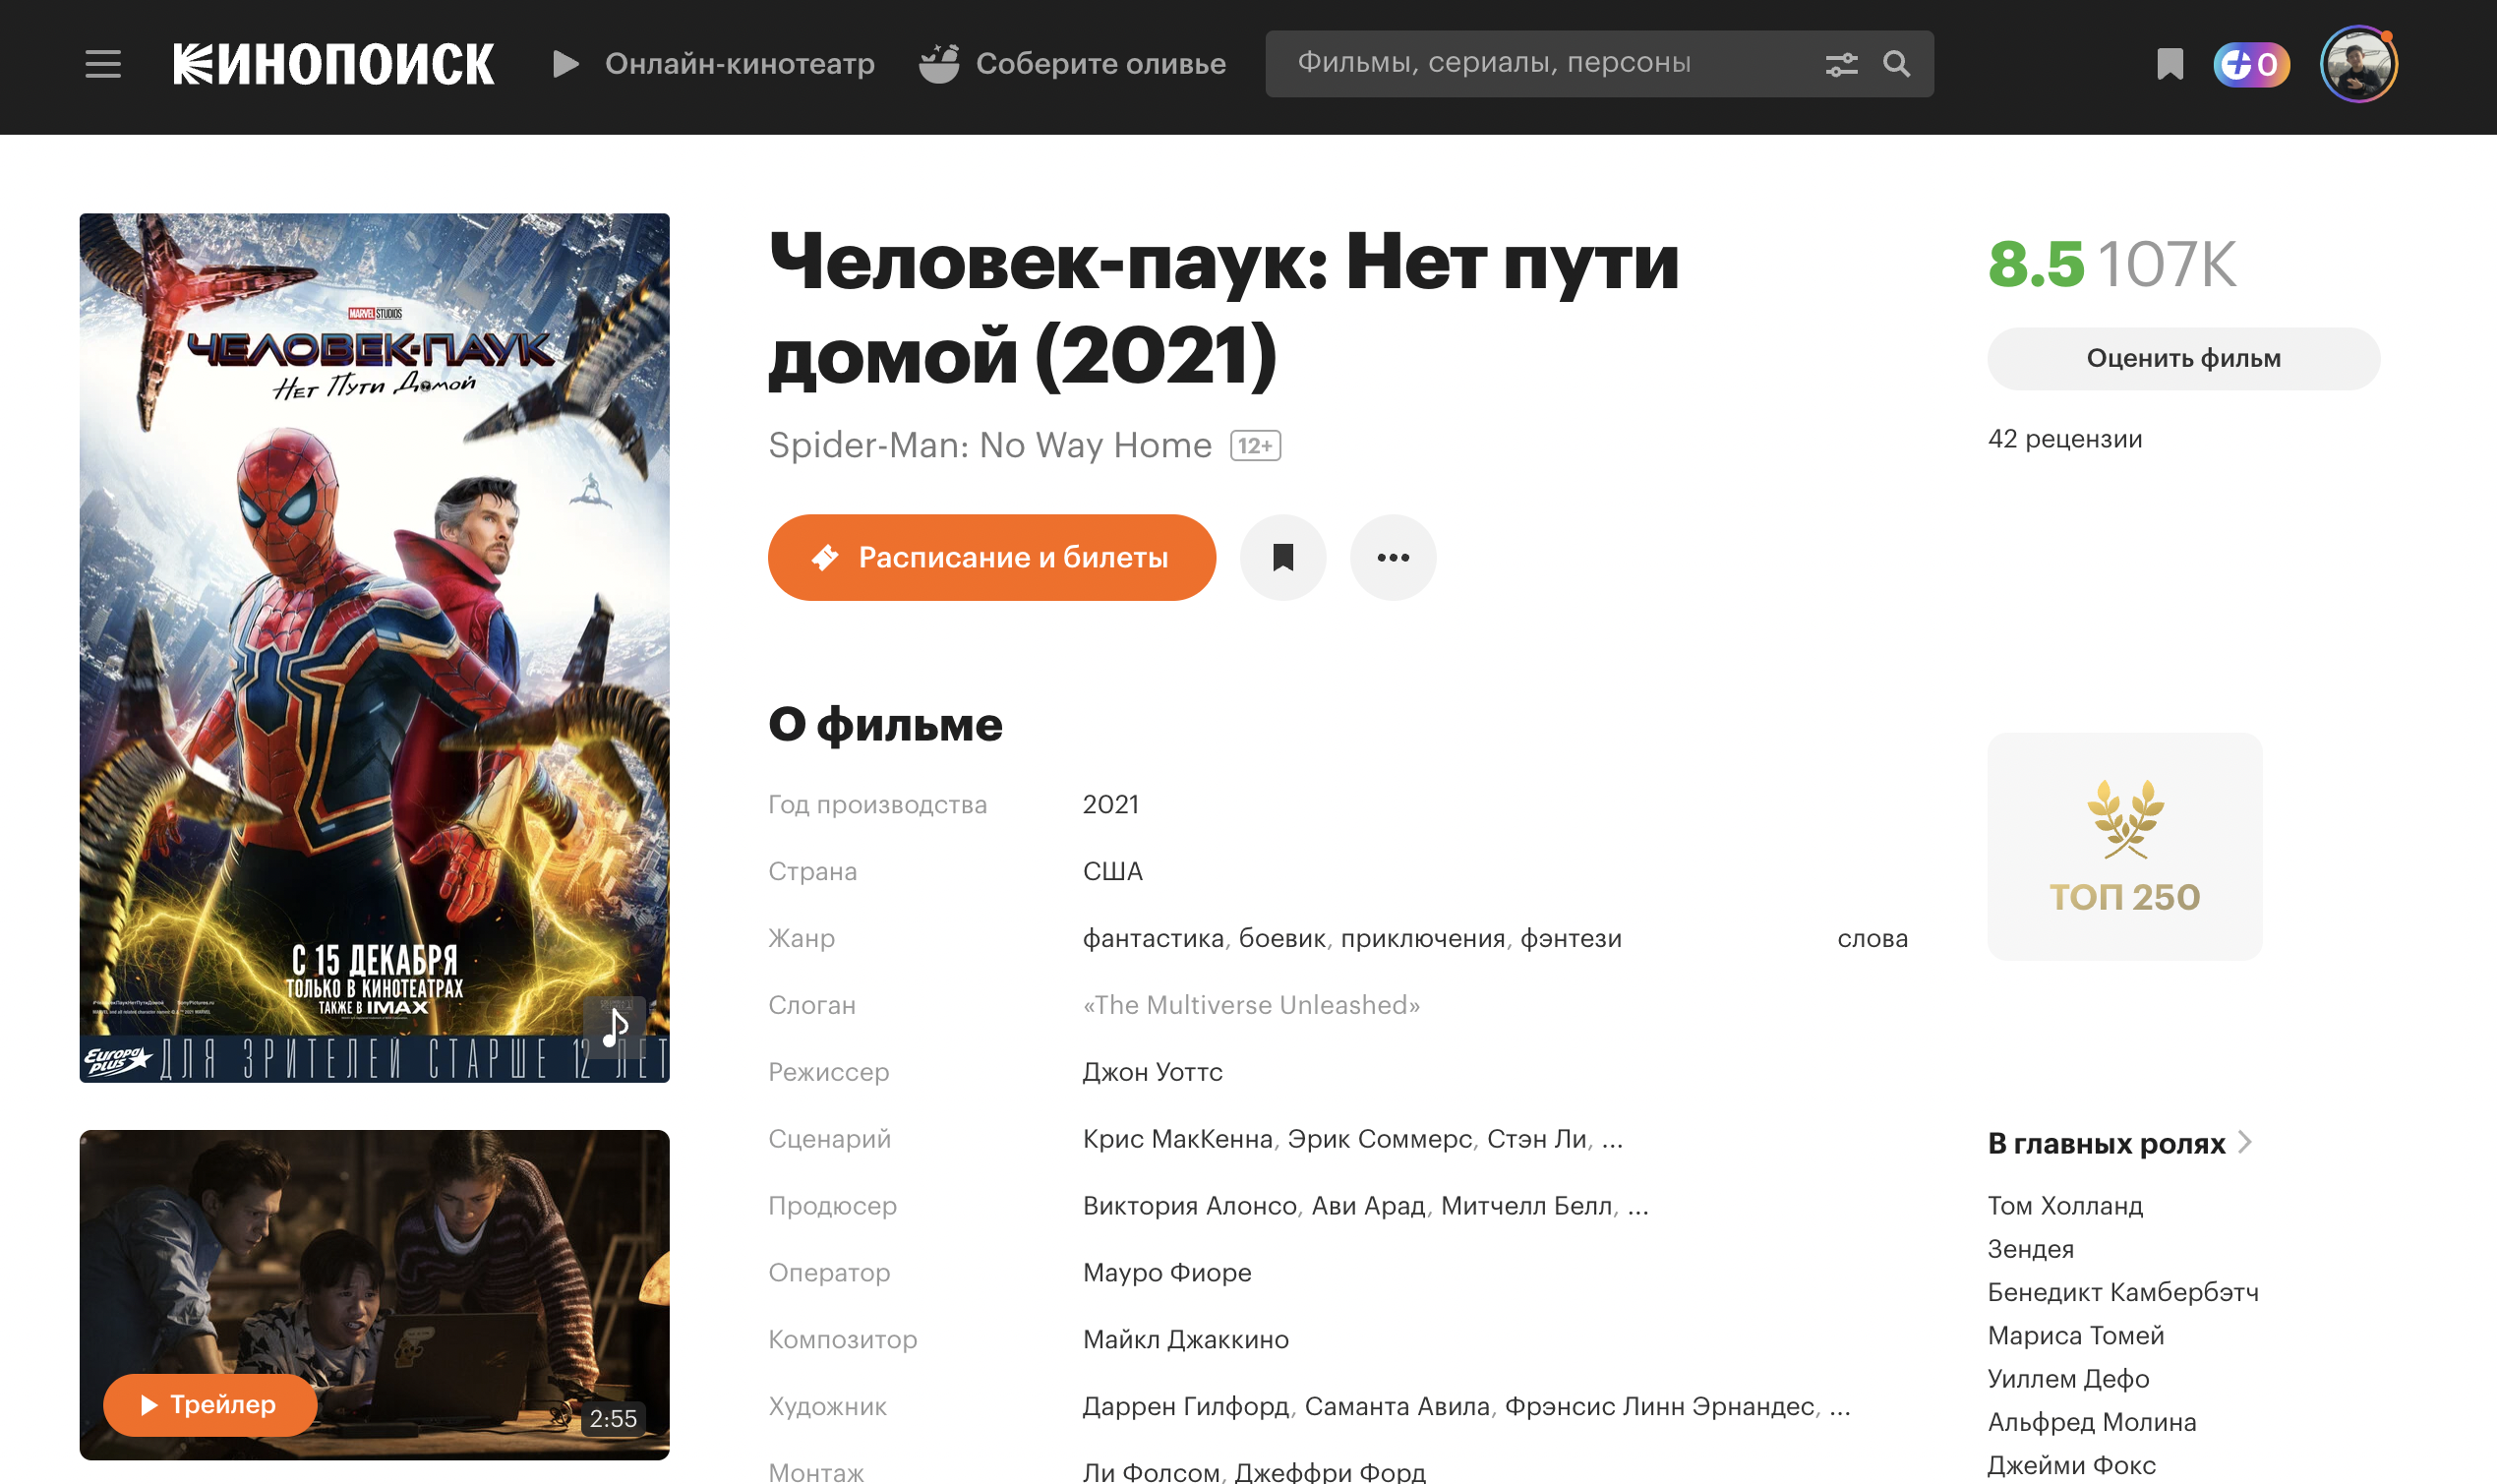 КИНОПОИСК
Онлайн-кинотеатр
Соберите оливье
Фильмы, сериалы, персоны
0
MARVEL STUDIOS
ЧЕЛОВЕК-ПАУК
Нет Пути Домой
С 15 ДЕКАБРЯ
ТОЛЬКО В КИНОТЕАТРАХ
ТАКЖЕ В IMAX
Europa
plus
ДЛЯ ЗРИТЕЛЕЙ СТАРШЕ 12 ЛЕТ
Трейлер
2:55
Человек-паук: Нет пути
домой (2021)
Spider-Man: No Way Home 12+
Расписание и билеты
О фильме
Год производства 2021
Страна США
Жанр фантастика, боевик, приключения, фэнтези слова
Слоган «The Multiverse Unleashed»
Режиссер Джон Уоттс
Сценарий Крис МакКенна, Эрик Соммерс, Стэн Ли, ...
Продюсер Виктория Алонсо, Ави Арад, Митчелл Белл, ...
Оператор Мауро Фиоре
Композитор Майкл Джаккино
Художник Даррен Гилфорд, Саманта Авила, Фрэнсис Линн Эрнандес, ...
Монтаж Ли Фолсом, Джеффри Форд
8.5 107K
Оценить фильм
42 рецензии
ТОП 250
В главных ролях
Том Холланд
Зендея
Бенедикт Камбербэтч
Мариса Томей
Уиллем Дефо
Альфред Молина
Джейми Фокс